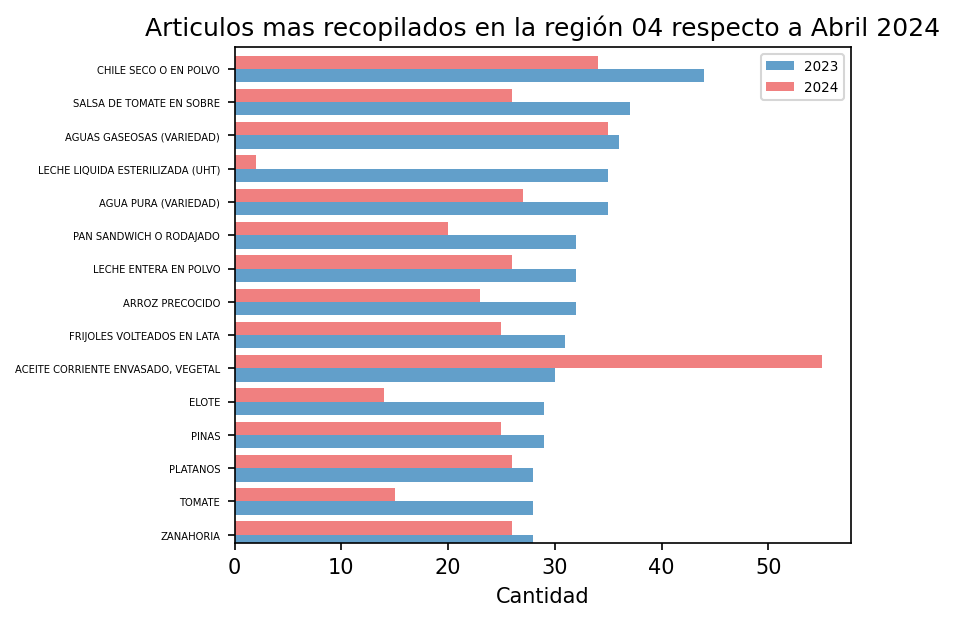 Articulos mas recopilados en la región 04 respecto a Abril 2024
2023
2024
CHILE SECO O EN POLVO
SALSA DE TOMATE EN SOBRE
AGUAS GASEOSAS (VARIEDAD)
LECHE LIQUIDA ESTERILIZADA (UHT)
AGUA PURA (VARIEDAD)
PAN SANDWICH O RODAJADO
LECHE ENTERA EN POLVO
ARROZ PRECOCIDO
FRIJOLES VOLTEADOS EN LATA
ACEITE CORRIENTE ENVASADO, VEGETAL
ELOTE
PINAS
PLATANOS
TOMATE
ZANAHORIA
0 10 20 30 40 50
Cantidad